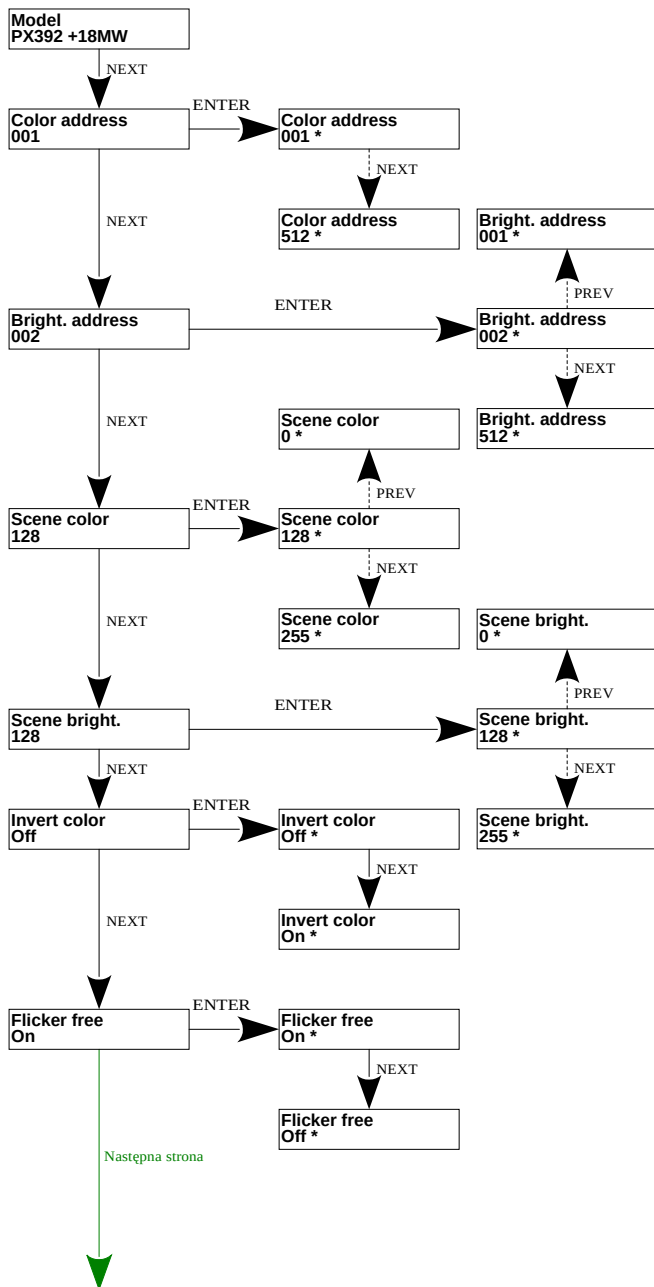 Model
PX392 +18MW
NEXT
Color address
001
ENTER
Color address
001 *
NEXT
Color address
512 *
NEXT
Bright. address
001 *
PREV
Bright. address
002
ENTER
Bright. address
002 *
NEXT
Bright. address
512 *
NEXT
Scene color
0 *
PREV
Scene color
128
ENTER
Scene color
128 *
NEXT
Scene color
255 *
NEXT
Scene bright.
0 *
PREV
Scene bright.
128
ENTER
Scene bright.
128 *
NEXT
Scene bright.
255 *
NEXT
Invert color
Off
ENTER
Invert color
Off *
NEXT
Invert color
On *
NEXT
Flicker free
On
ENTER
Flicker free
On *
NEXT
Flicker free
Off *
Następna strona